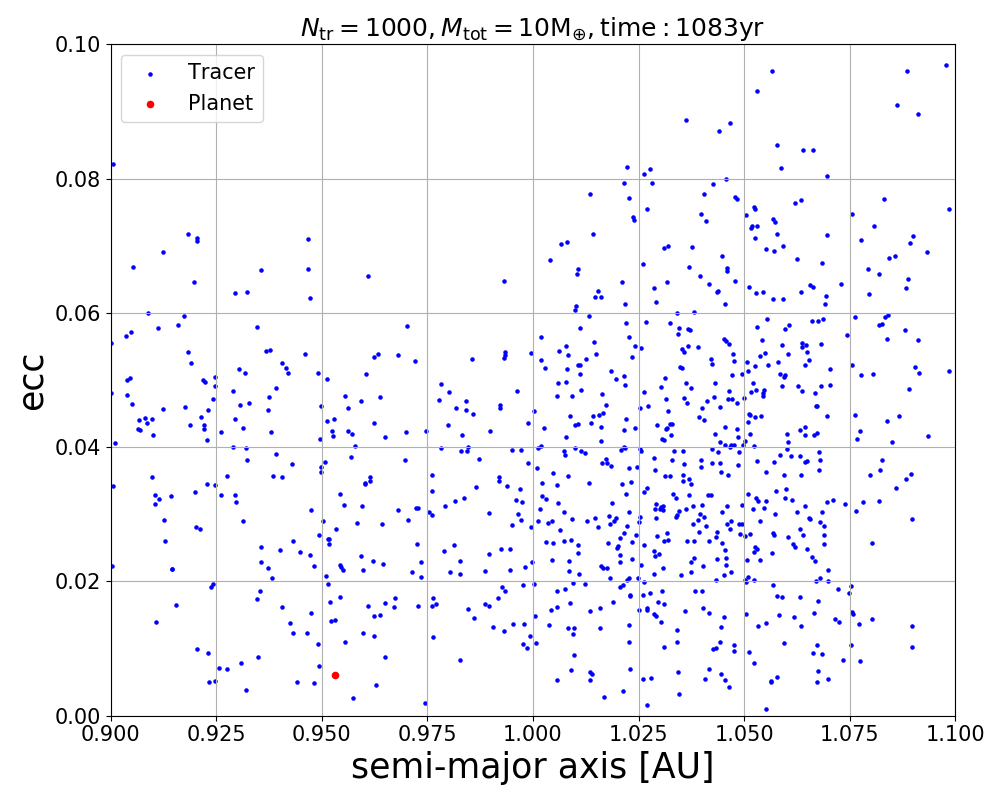 N_tr = 1000, M_tot = 10M_⊕, time : 1083yr
Tracer
Planet
ecc
0.10
0.08
0.06
0.04
0.02
0.00
0.900 0.925 0.950 0.975 1.000 1.025 1.050 1.075 1.100
semi-major axis [AU]